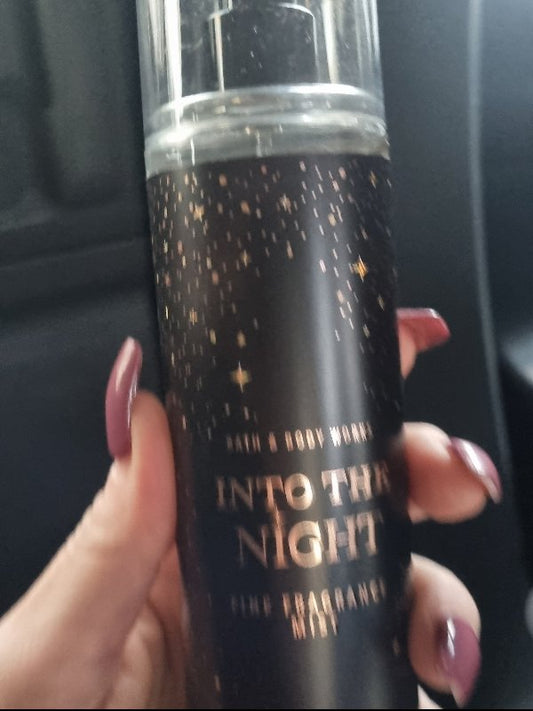 BATH & BODY WORKS
INTO THE
NIGHT
FINE FRAGRANCE
MIST